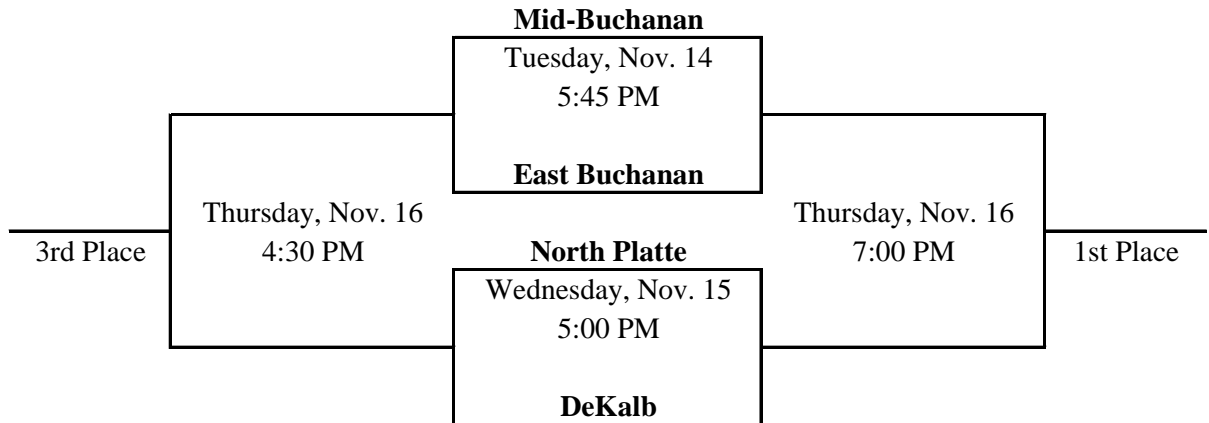 Mid-Buchanan
Tuesday, Nov. 14
5:45 PM
East Buchanan
Thursday, Nov. 16
4:30 PM
3rd Place
North Platte
Wednesday, Nov. 15
5:00 PM
DeKalb
Thursday, Nov. 16
7:00 PM
1st Place